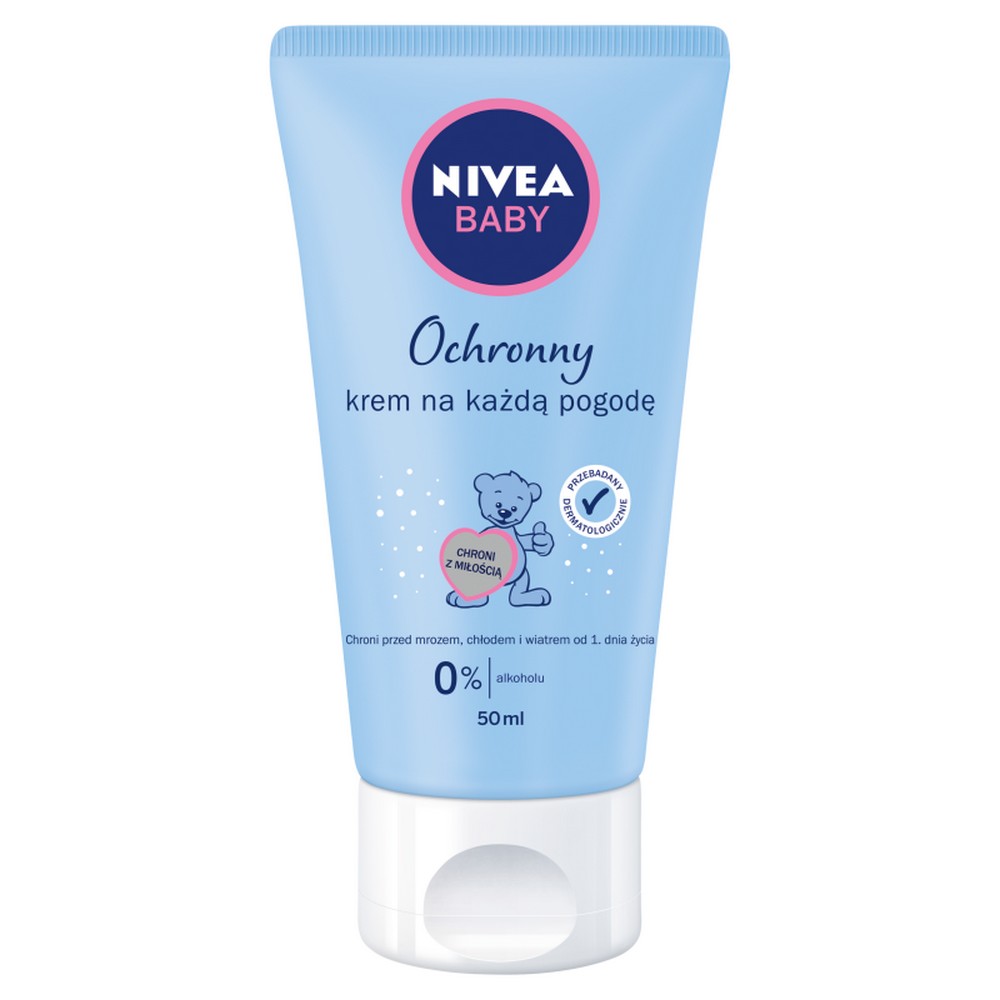 NIVEA
BABY
Ochronny
krem na każdą pogodę
PRZEBADANY
DERMATOLOGICZNIE
CHRONI
Z MIŁOŚCIĄ
Chroni przed mrozem, chłodem i wiatrem od 1. dnia życia
0% alkoholu
50 ml